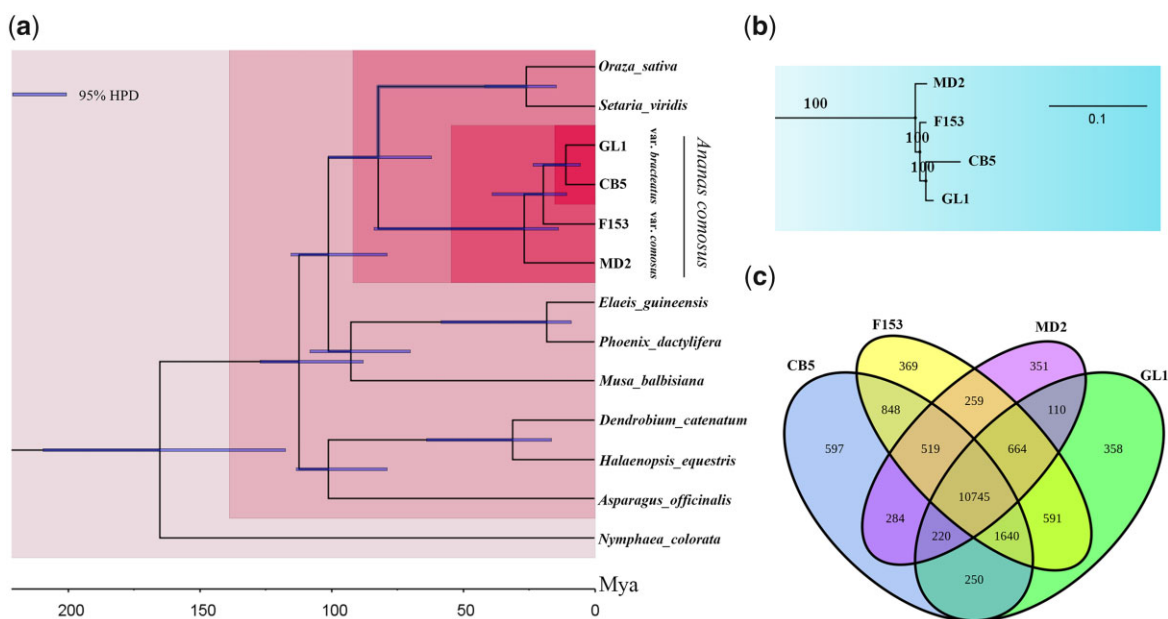 (a)
95% HPD
Oraza_sativa
Setaria_viridis
GL1
CB5
F153
MD2
var. bracteatus var. comosus
Ananas comosus
Elaeis_guineensis
Phoenix_dactylifera
Musa_balbisiana
Dendrobium_catenatum
Halaenopsis_equestris
Asparagus_officinalis
Nymphaea_colorata
Mya
200 150 100 50 0
(b)
MD2
100
F153
0.1
100
CB5
100
GL1
(c)
F153
MD2
CB5
GL1
369
351
848
259
110
597
519
664
358
10745
284
591
220
1640
250